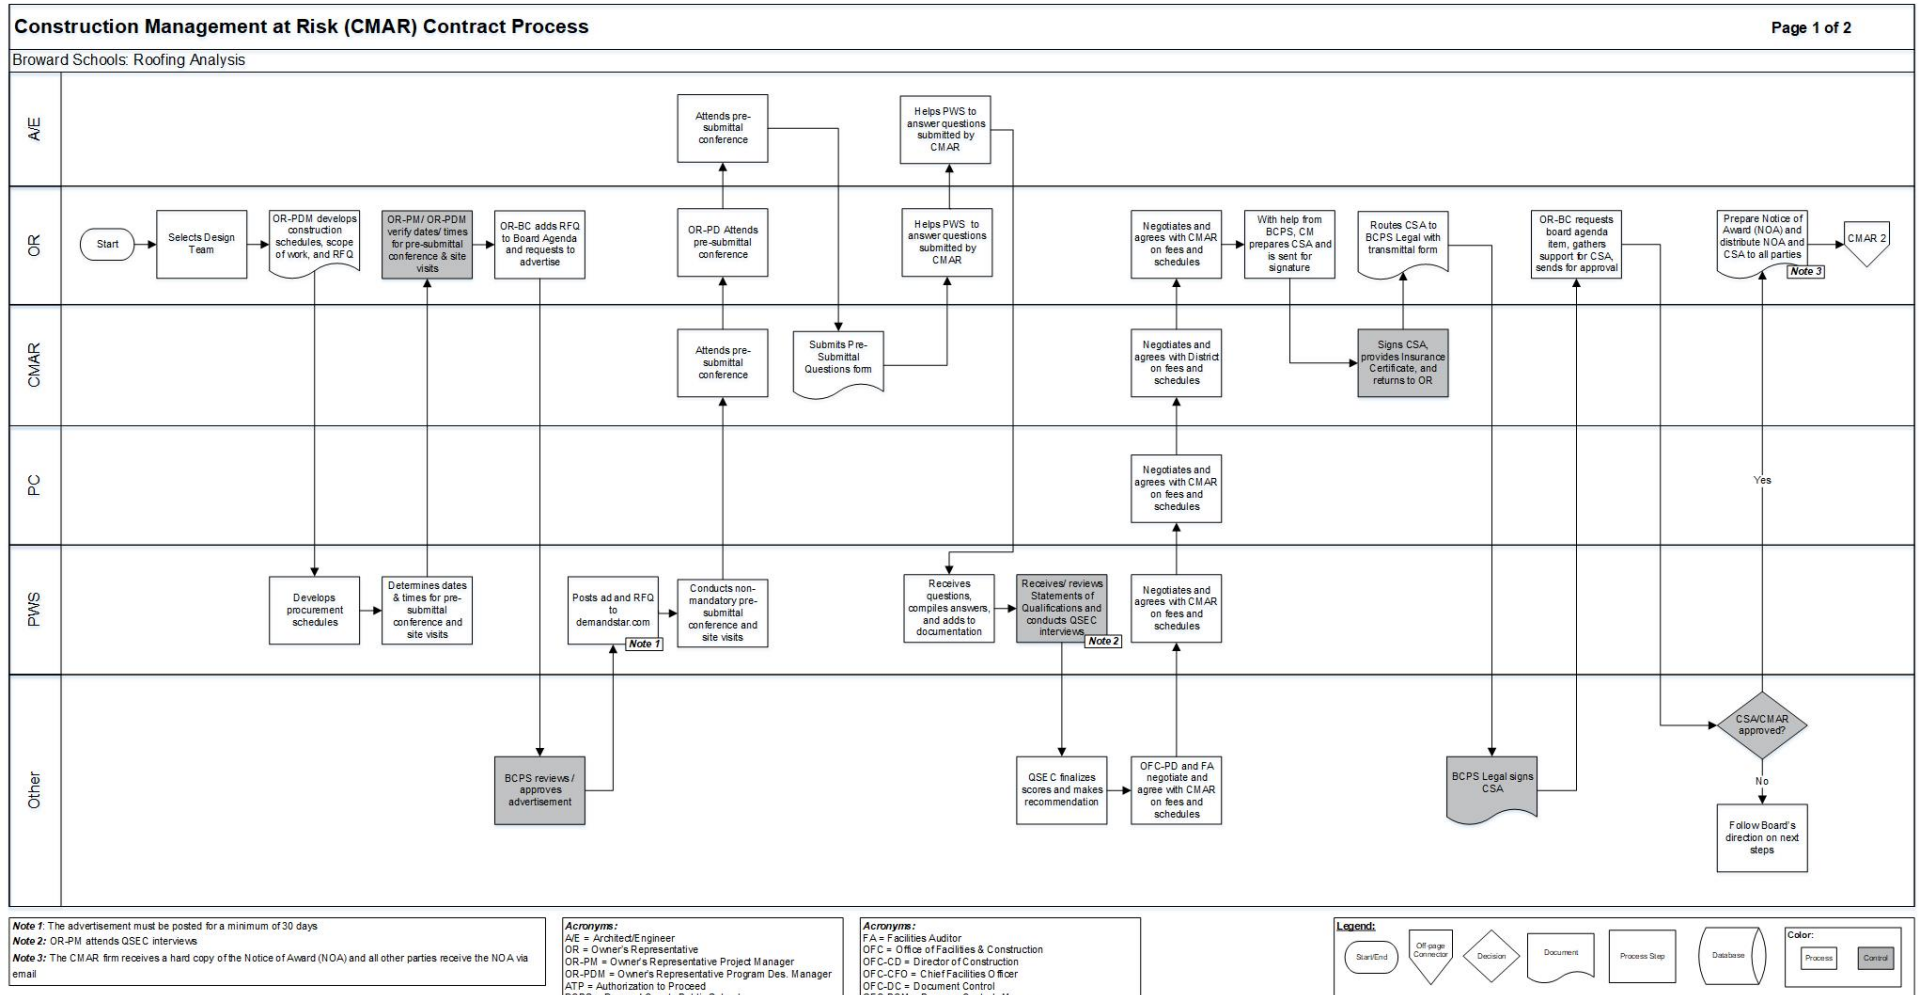 Construction Management at Risk (CMAR) Contract Process
Page 1 of 2
Broward Schools: Roofing Analysis
A/E
Attends pre-
submittal
conference
Helps PWS to
answer questions
submitted by
CMAR
OR
Start
Selects Design
Team
OR-PDM develops
construction
schedules, scope
of work, and RFQ
OR-PM/ OR-PDM
verify dates/ times
for pre-submittal
conference & site
visits
OR-BC adds RFQ
to Board Agenda
and requests to
advertise
OR-PD Attends
pre-submittal
conference
Helps PWS to
answer questions
submitted by
CMAR
Negotiates and
agrees with CMAR
on fees and
schedules
With help from
BCPS, CM
prepares CSA and
is sent for
signature
Routes CSA to
BCPS Legal with
transmittal form
OR-BC requests
board agenda
item, gathers
support for CSA,
sends for approval
Prepare Notice of
Award (NOA) and
distribute NOA and
CSA to all parties
Note 3
CMAR 2
CMAR
Attends pre-
submittal
conference
Submits Pre-
Submittal
Questions form
Negotiates and
agrees with District
on fees and
schedules
Signs CSA,
provides Insurance
Certificate, and
returns to OR
PC
Negotiates and
agrees with CMAR
on fees and
schedules
Yes
PWS
Develops
procurement
schedules
Determines dates
& times for pre-
submittal
conference and
site visits
Posts ad and RFQ
to
demandstar.com
Note 1
Conducts non-
mandatory pre-
submittal
conference and
site visits
Receives
questions,
compiles answers,
and adds to
documentation
Receives/ reviews
Statements of
Qualifications and
conducts QSEC
interviews
Note 2
Negotiates and
agrees with CMAR
on fees and
schedules
Other
BCPS reviews /
approves
advertisement
QSEC finalizes
scores and makes
recommendation
OFC-PD and FA
negotiate and
agree with CMAR
on fees and
schedules
BCPS Legal signs
CSA
CSA/CMAR
approved?
No
Follow Board's
direction on next
steps
Note 1: The advertisement must be posted for a minimum of 30 days
Note 2: OR-PM attends QSEC interviews
Note 3: The CMAR firm receives a hard copy of the Notice of Award (NOA) and all other parties receive the NOA via
email
Acronyms:
A/E = Architect/Engineer
OR = Owner's Representative
OR-PM = Owner's Representative Project Manager
OR-PDM = Owner's Representative Program Des. Manager
ATP = Authorization to Proceed
Acronyms:
FA = Facilities Auditor
OFC = Office of Facilities & Construction
OFC-CD = Director of Construction
OFC-CFO = Chief Facilities Officer
OFC-DC = Document Control
Legend:
Start/End
Off-page
Connector
Decision
Document
Process Step
Database
Color:
Process
Control